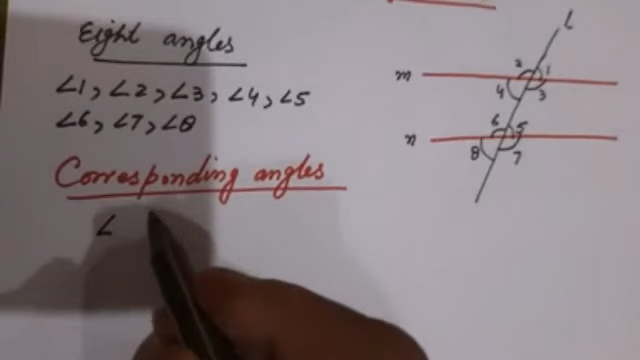 Eight angles
∠1, ∠2, ∠3, ∠4, ∠5
∠6, ∠7, ∠8
Corresponding angles
∠
l
m
2 1
4 3
n
6 5
8 7